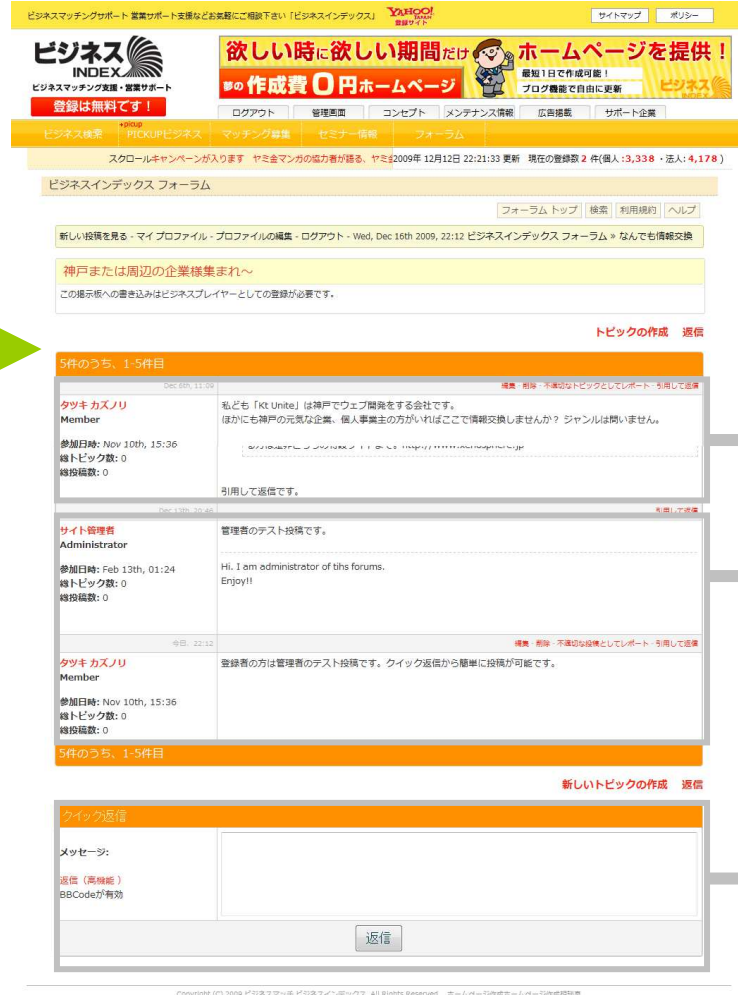 ビジネスマッチングサポート 営業サポート支援などお気軽にご相談下さい「ビジネスインデックス」
YAHOO! JAPAN
登録サイト
サイトマップ
ポリシー
ビジネス
INDEX
ビジネスマッチング支援・営業サポート
登録は無料です！
欲しい時に欲しい期間だけ
夢の作成費0円ホームページ
ホームページを提供！
最短1日で作成可能！
ブログ機能で自由に更新
ビジネス
INDEX
ログアウト 管理画面 コンセプト メンテナンス情報 広告掲載 サポート企業
ビジネス検索 PICKUPビジネス マッチング募集 セミナー情報 フォーラム
スクロールキャンペーンが入ります ヤミ金マンガの協力者が語る、ヤミ金 2009年 12月12日 22:21:33 更新 現在の登録数 2 件(個人 :3,338 ・法人: 4,178 )
ビジネスインデックス フォーラム
フォーラム トップ 検索 利用規約 ヘルプ
新しい投稿を見る - マイ プロファイル - プロファイルの編集 - ログアウト - Wed, Dec 16th 2009, 22:12 ビジネスインデックス フォーラム » なんでも情報交換
神戸または周辺の企業様集まれ～
この掲示板への書き込みはビジネスプレイヤーとしての登録が必要です。
トピックの作成 返信
5件のうち、1-5件目
Dec 6th, 11:09
編集 - 削除 - 不適切なトピックとしてレポート - 引用して返信
タツキ カズノリ
Member
参加日時: Nov 10th, 15:36
総トピック数: 0
総投稿数: 0
私ども「Kt Unite」は神戸でウェブ開発をする会社です。
ほかにも神戸の元気な企業、個人事業主の方がいればここで情報交換しませんか？ ジャンルは問いません。
引用して返信です。
引用して返信
サイト管理者
Administrator
参加日時: Feb 13th, 01:24
総トピック数: 0
総投稿数: 0
管理者のテスト投稿です。
Hi. I am administrator of tihs forums.
Enjoy!!
今日, 22:12
編集 - 削除 - 不適切な投稿としてレポート - 引用して返信
タツキ カズノリ
Member
参加日時: Nov 10th, 15:36
総トピック数: 0
総投稿数: 0
登録者の方は管理者のテスト投稿です。クイック返信から簡単に投稿が可能です。
5件のうち、1-5件目
新しいトピックの作成 返信
クイック返信
メッセージ:
返信（高機能 ）
BBCodeが有効
返信